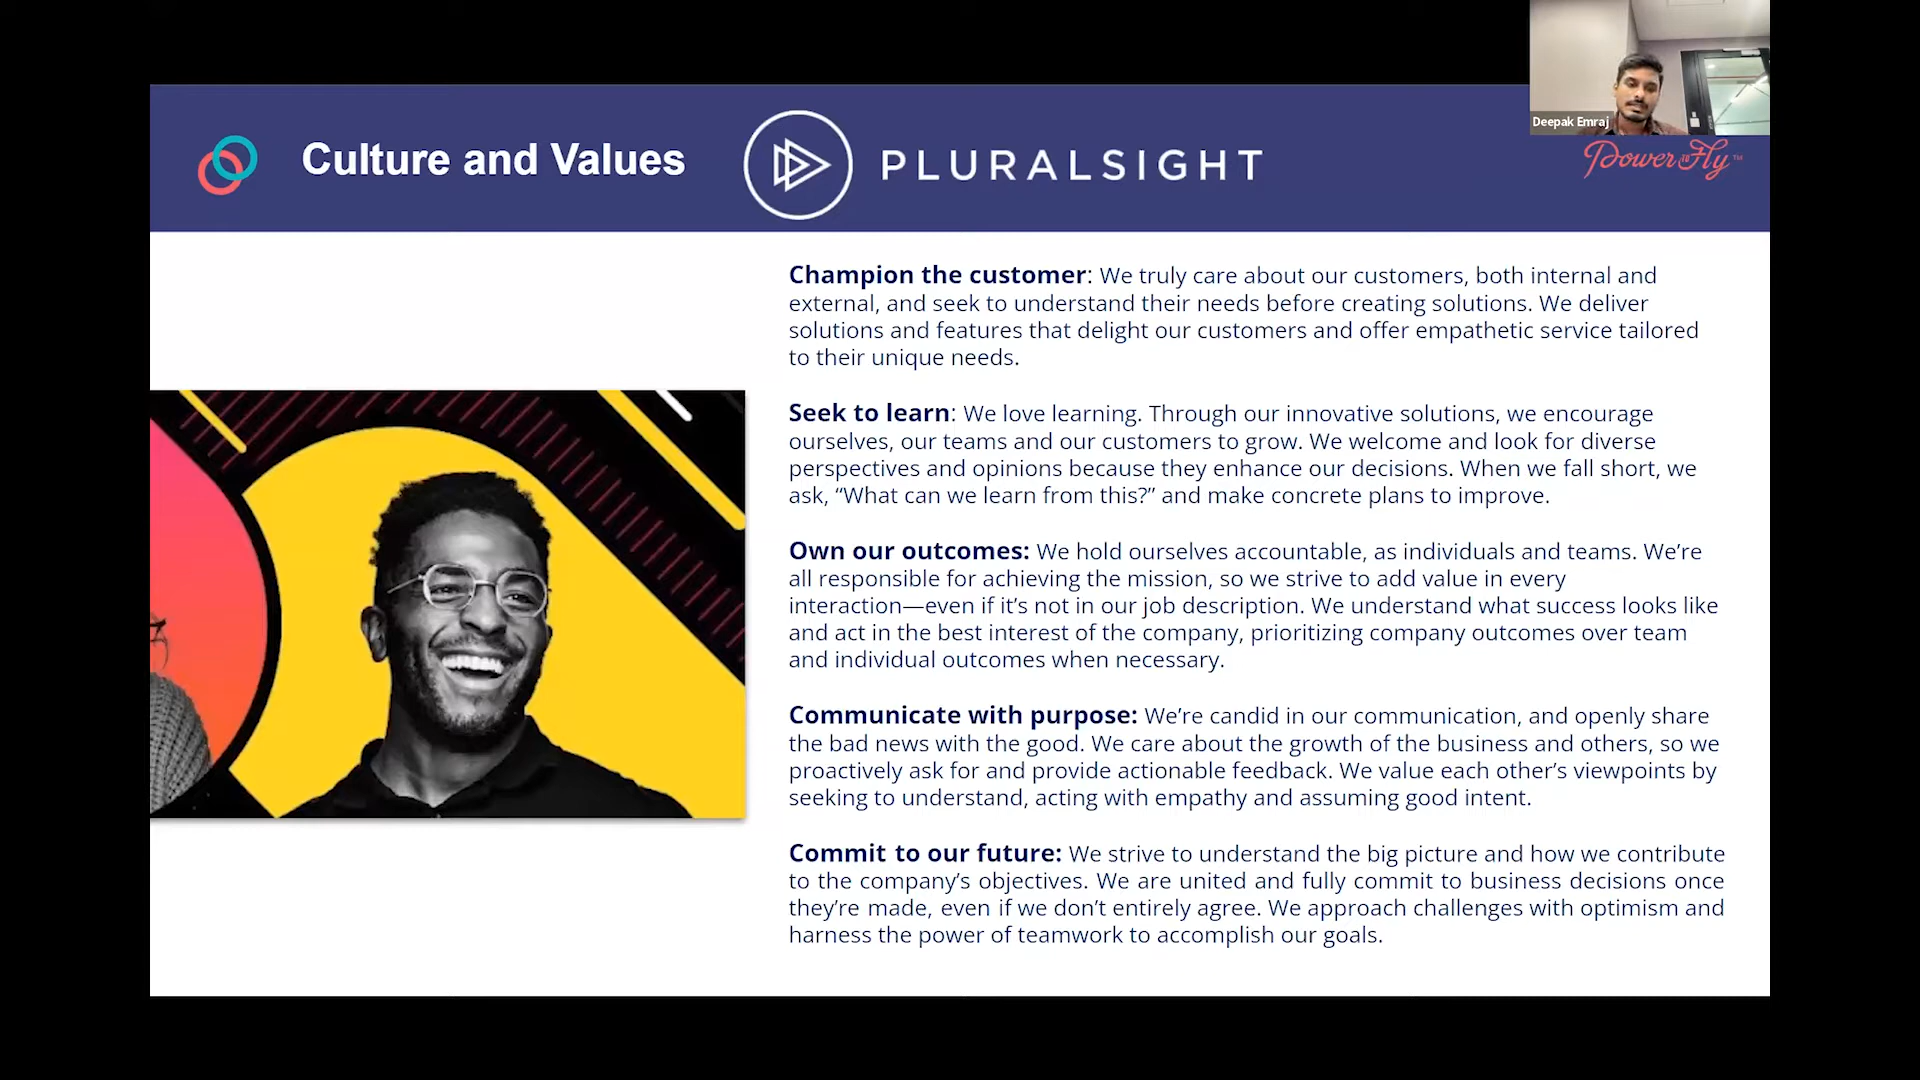 Deepak Emraj
Culture and Values
PLURALSIGHT
PowertoFly™
Champion the customer: We truly care about our customers, both internal and
external, and seek to understand their needs before creating solutions. We deliver
solutions and features that delight our customers and offer empathetic service tailored
to their unique needs.
Seek to learn: We love learning. Through our innovative solutions, we encourage
ourselves, our teams and our customers to grow. We welcome and look for diverse
perspectives and opinions because they enhance our decisions. When we fall short, we
ask, “What can we learn from this?” and make concrete plans to improve.
Own our outcomes: We hold ourselves accountable, as individuals and teams. We’re
all responsible for achieving the mission, so we strive to add value in every
interaction—even if it’s not in our job description. We understand what success looks like
and act in the best interest of the company, prioritizing company outcomes over team
and individual outcomes when necessary.
Communicate with purpose: We’re candid in our communication, and openly share
the bad news with the good. We care about the growth of the business and others, so we
proactively ask for and provide actionable feedback. We value each other’s viewpoints by
seeking to understand, acting with empathy and assuming good intent.
Commit to our future: We strive to understand the big picture and how we contribute
to the company’s objectives. We are united and fully commit to business decisions once
they’re made, even if we don’t entirely agree. We approach challenges with optimism and
harness the power of teamwork to accomplish our goals.